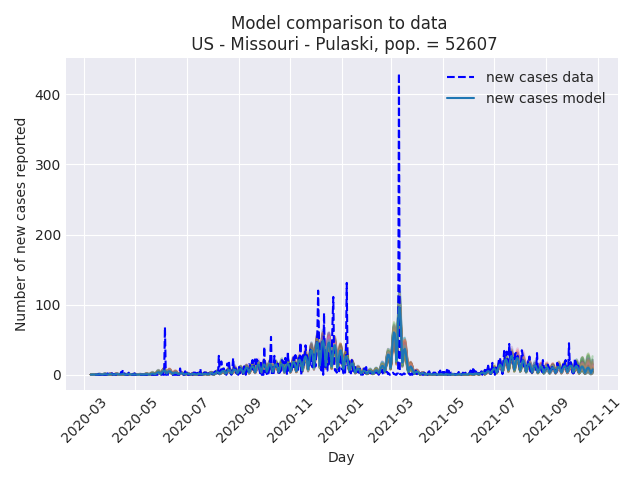 Model comparison to data
US - Missouri - Pulaski, pop. = 52607
new cases data
new cases model
Number of new cases reported
400
300
200
100
0
2020-03
2020-05
2020-07
2020-09
2020-11
2021-01
2021-03
2021-05
2021-07
2021-09
2021-11
Day